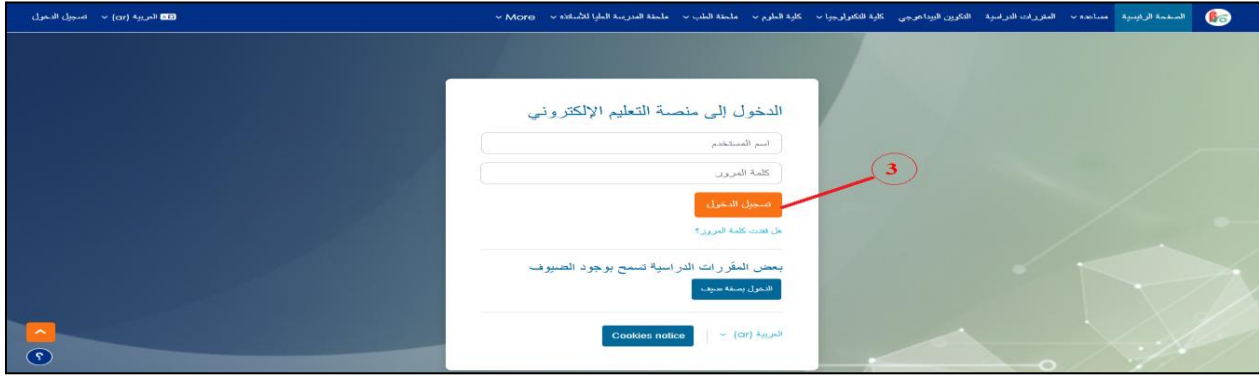 الصفحة الرئيسية مساعدة المقررات الدراسية التكوين البيداغوجي كلية التكنولوجيا كلية العلوم ملحقة الطب ملحقة المدرسة العليا للأساتذة More العربية (ar) تسجيل الدخول
الدخول إلى منصة التعليم الإلكتروني
اسم المستخدم
كلمة المرور
3
تسجيل الدخول
هل فقدت كلمة المرور؟
بعض المقررات الدراسية تسمح بوجود الضيوف
الدخول بصفة ضيف
العربية (ar) Cookies notice
؟